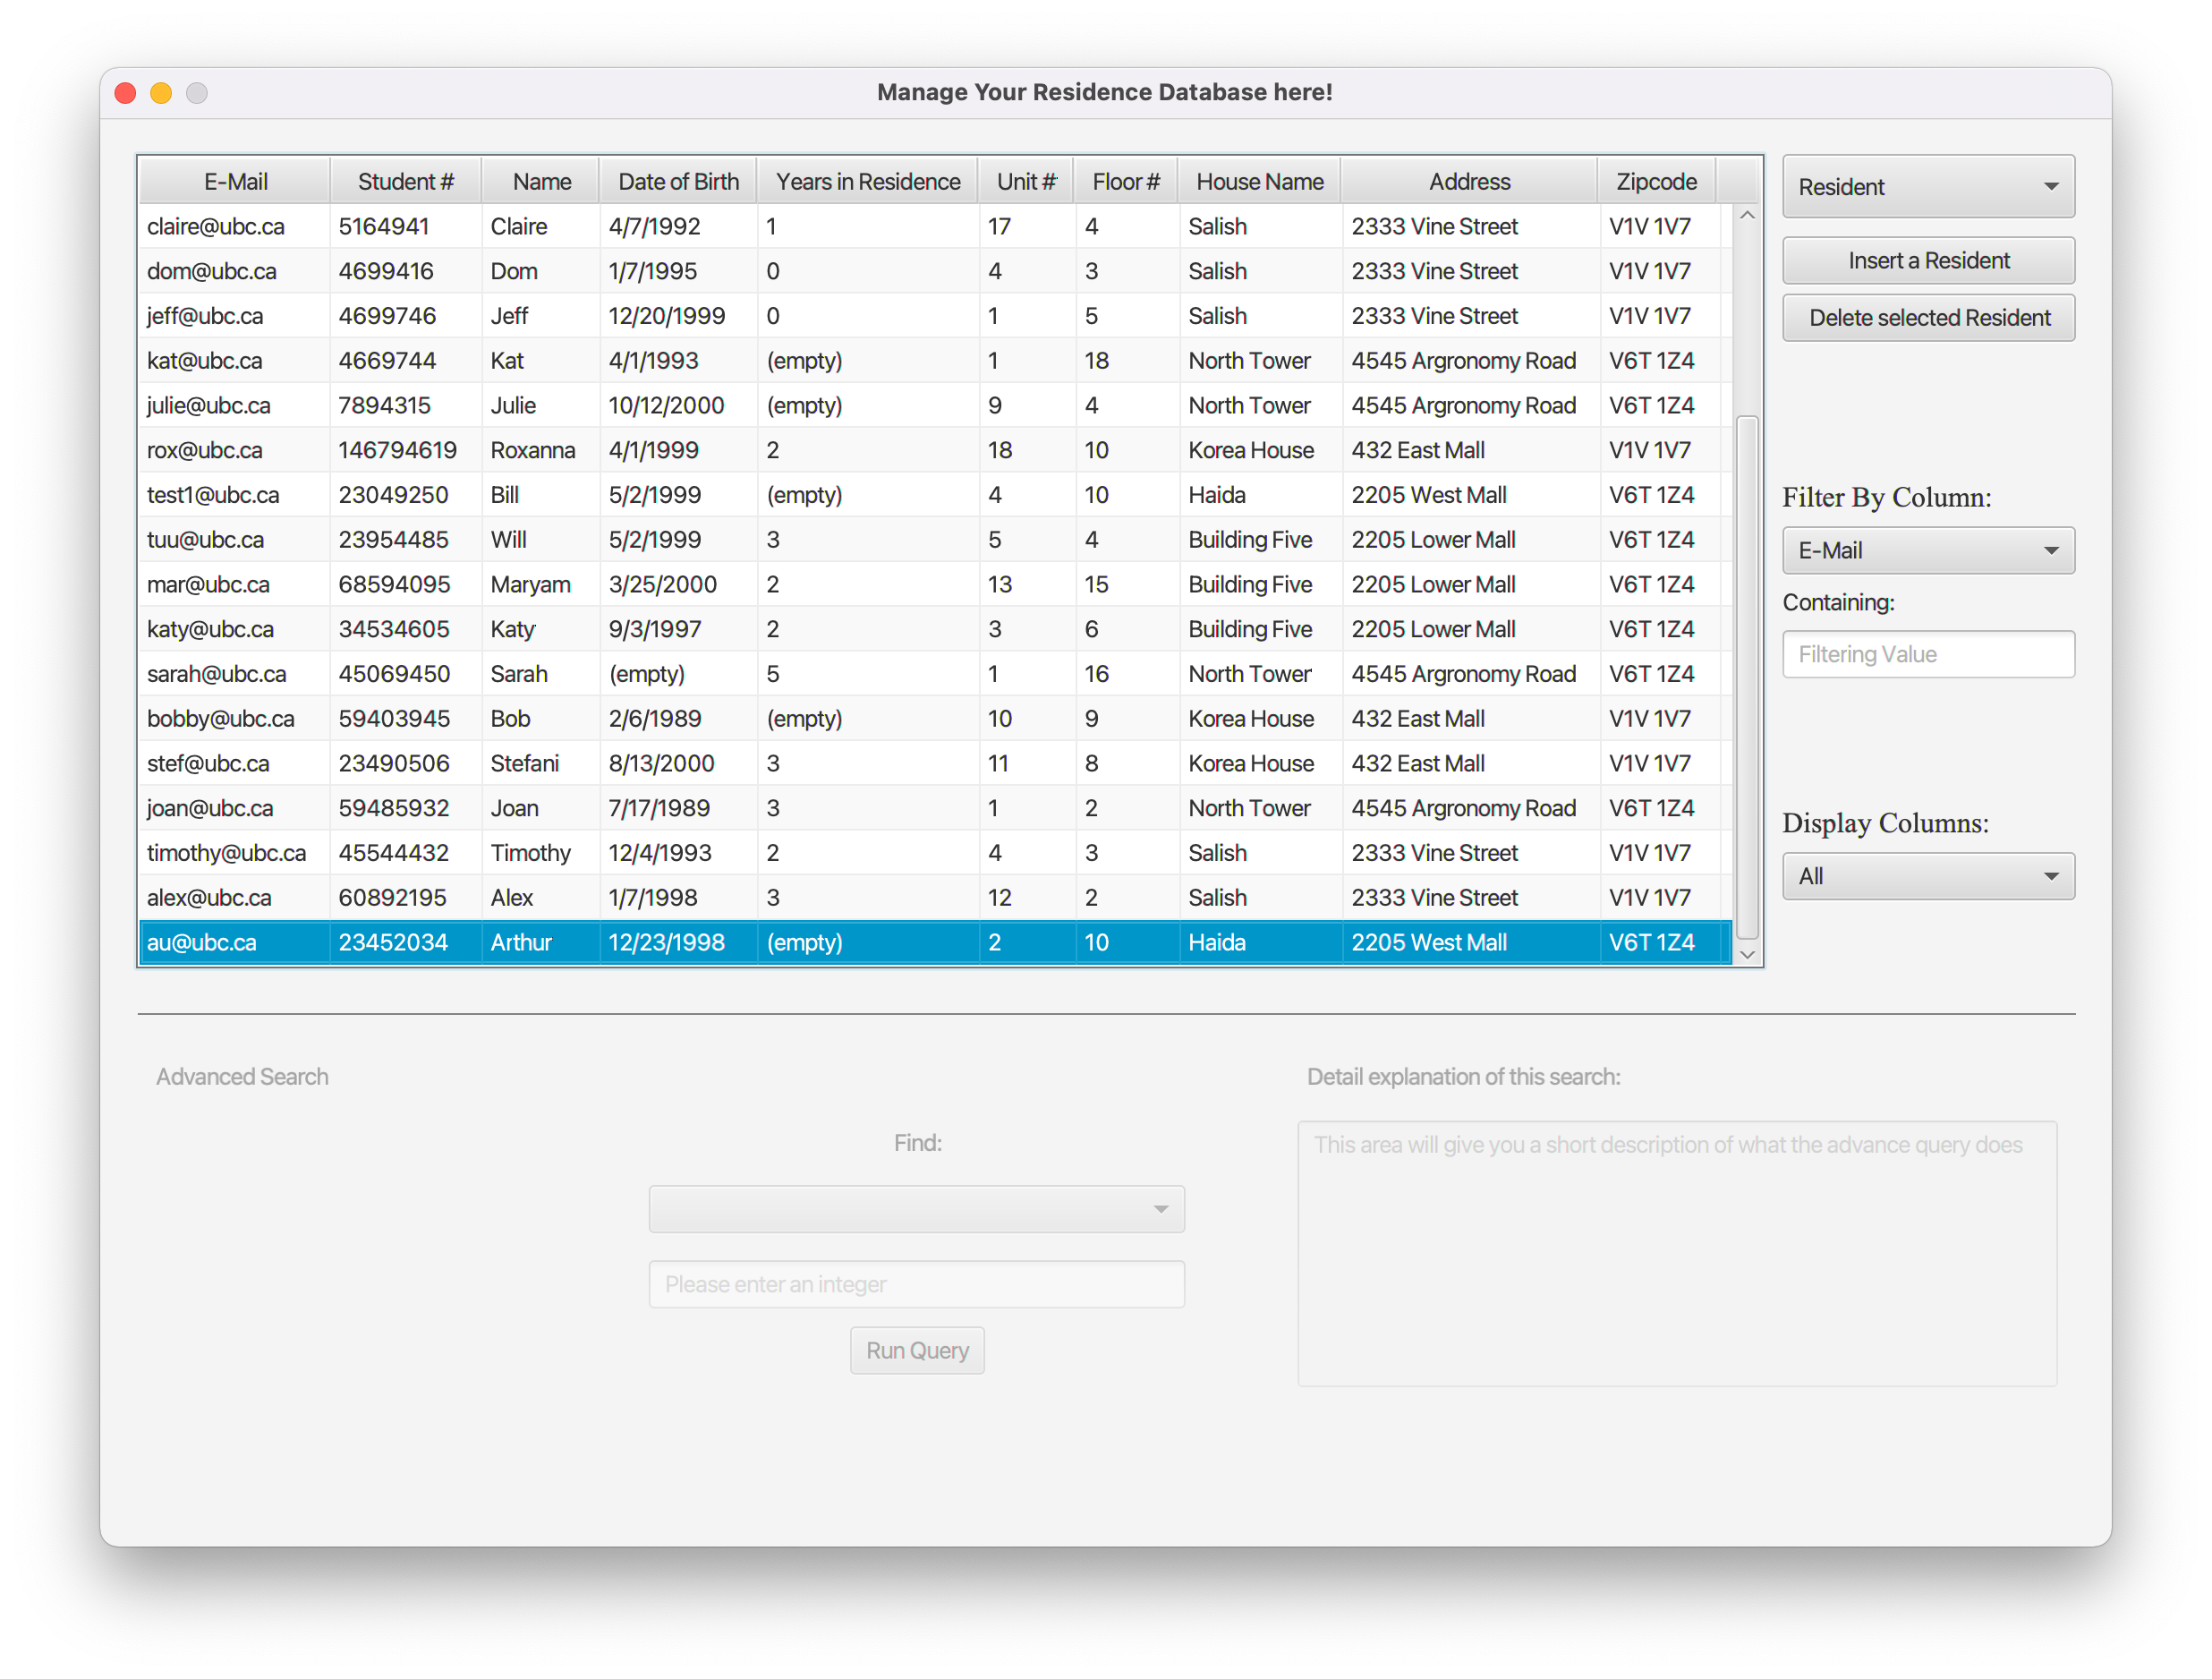 Manage Your Residence Database here!
E-Mail Student # Name Date of Birth Years in Residence Unit # Floor # House Name Address Zipcode
claire@ubc.ca 5164941 Claire 4/7/1992 1 17 4 Salish 2333 Vine Street V1V 1V7
dom@ubc.ca 4699416 Dom 1/7/1995 0 4 3 Salish 2333 Vine Street V1V 1V7
jeff@ubc.ca 4699746 Jeff 12/20/1999 0 1 5 Salish 2333 Vine Street V1V 1V7
kat@ubc.ca 4669744 Kat 4/1/1993 (empty) 1 18 North Tower 4545 Argronomy Road V6T 1Z4
julie@ubc.ca 7894315 Julie 10/12/2000 (empty) 9 4 North Tower 4545 Argronomy Road V6T 1Z4
rox@ubc.ca 146794619 Roxanna 4/1/1999 2 18 10 Korea House 432 East Mall V1V 1V7
test1@ubc.ca 23049250 Bill 5/2/1999 (empty) 4 10 Haida 2205 West Mall V6T 1Z4
tuu@ubc.ca 23954485 Will 5/2/1999 3 5 4 Building Five 2205 Lower Mall V6T 1Z4
mar@ubc.ca 68594095 Maryam 3/25/2000 2 13 15 Building Five 2205 Lower Mall V6T 1Z4
katy@ubc.ca 34534605 Katy 9/3/1997 2 3 6 Building Five 2205 Lower Mall V6T 1Z4
sarah@ubc.ca 45069450 Sarah (empty) 5 1 16 North Tower 4545 Argronomy Road V6T 1Z4
bobby@ubc.ca 59403945 Bob 2/6/1989 (empty) 10 9 Korea House 432 East Mall V1V 1V7
stef@ubc.ca 23490506 Stefani 8/13/2000 3 11 8 Korea House 432 East Mall V1V 1V7
joan@ubc.ca 59485932 Joan 7/17/1989 3 1 2 North Tower 4545 Argronomy Road V6T 1Z4
timothy@ubc.ca 45544432 Timothy 12/4/1993 2 4 3 Salish 2333 Vine Street V1V 1V7
alex@ubc.ca 60892195 Alex 1/7/1998 3 12 2 Salish 2333 Vine Street V1V 1V7
au@ubc.ca 23452034 Arthur 12/23/1998 (empty) 2 10 Haida 2205 West Mall V6T 1Z4
Resident
Insert a Resident
Delete selected Resident
Filter By Column:
E-Mail
Containing:
Filtering Value
Display Columns:
All
Advanced Search
Find:
Please enter an integer
Run Query
Detail explanation of this search:
This area will give you a short description of what the advance query does